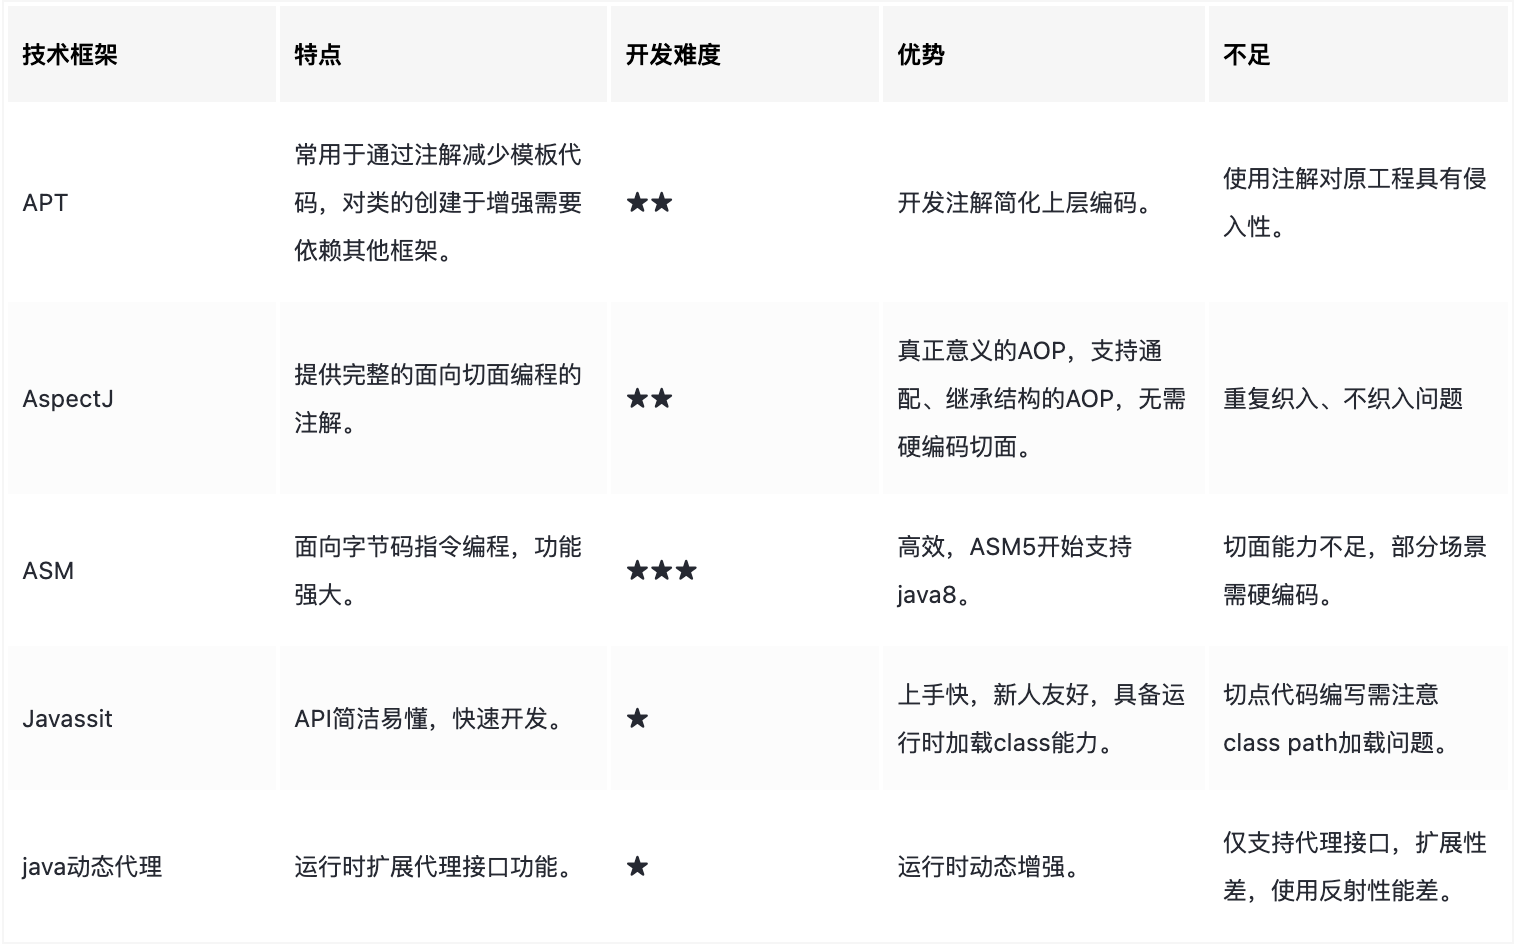 技术框架
特点
开发难度
优势
不足
APT
常用于通过注解减少模板代
码，对类的创建于增强需要
依赖其他框架。
★★
开发注解简化上层编码。
使用注解对原工程具有侵
入性。
AspectJ
提供完整的面向切面编程的
注解。
★★
真正意义的AOP，支持通
配、继承结构的AOP，无需
硬编码切面。
重复织入、不织入问题
ASM
面向字节码指令编程，功能
强大。
★★★
高效，ASM5开始支持
java8。
切面能力不足，部分场景
需硬编码。
Javassit
API简洁易懂，快速开发。
★
上手快，新人友好，具备运
行时加载class能力。
切点代码编写需注意
class path加载问题。
java动态代理
运行时扩展代理接口功能。
★
运行时动态增强。
仅支持代理接口，扩展性
差，使用反射性能差。